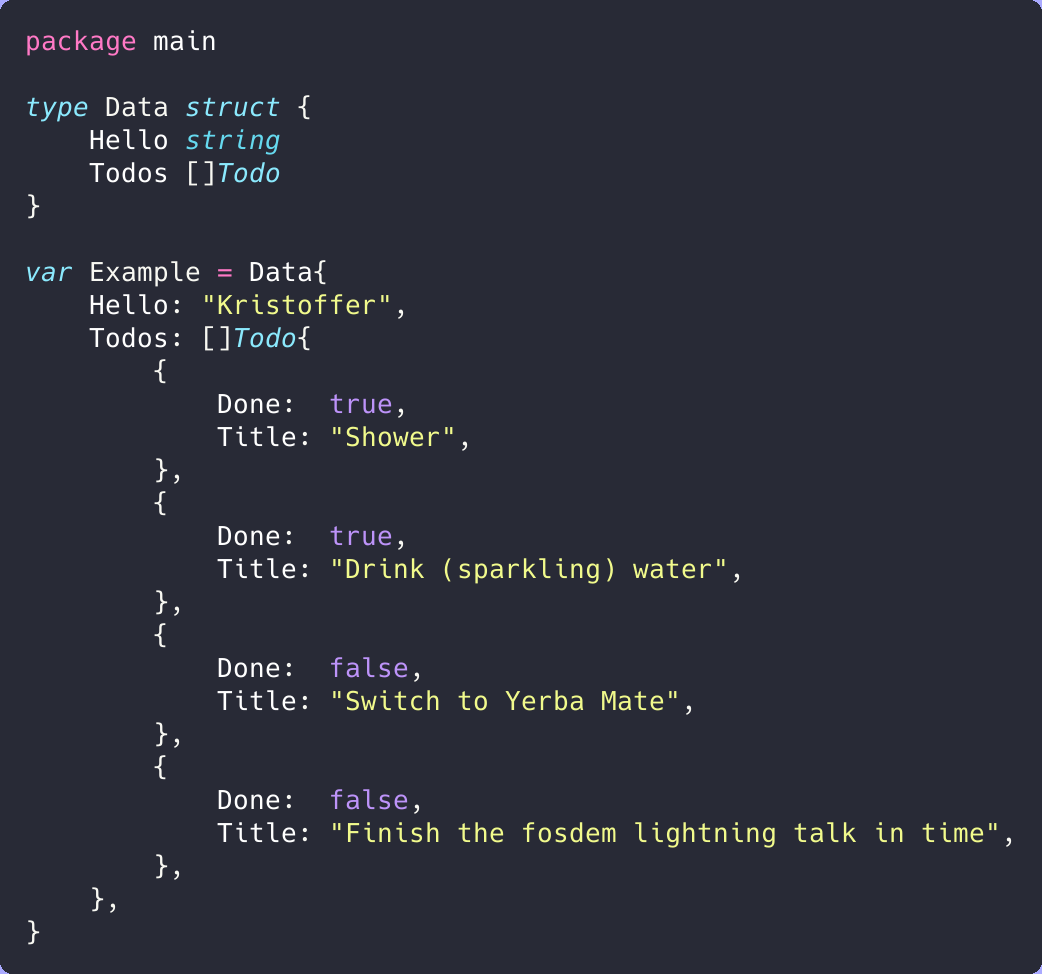 package main

type Data struct {
    Hello string
    Todos []Todo
}

var Example = Data{
    Hello: "Kristoffer",
    Todos: []Todo{
        {
            Done:  true,
            Title: "Shower",
        },
        {
            Done:  true,
            Title: "Drink (sparkling) water",
        },
        {
            Done:  false,
            Title: "Switch to Yerba Mate",
        },
        {
            Done:  false,
            Title: "Finish the fosdem lightning talk in time",
        },
    },
}